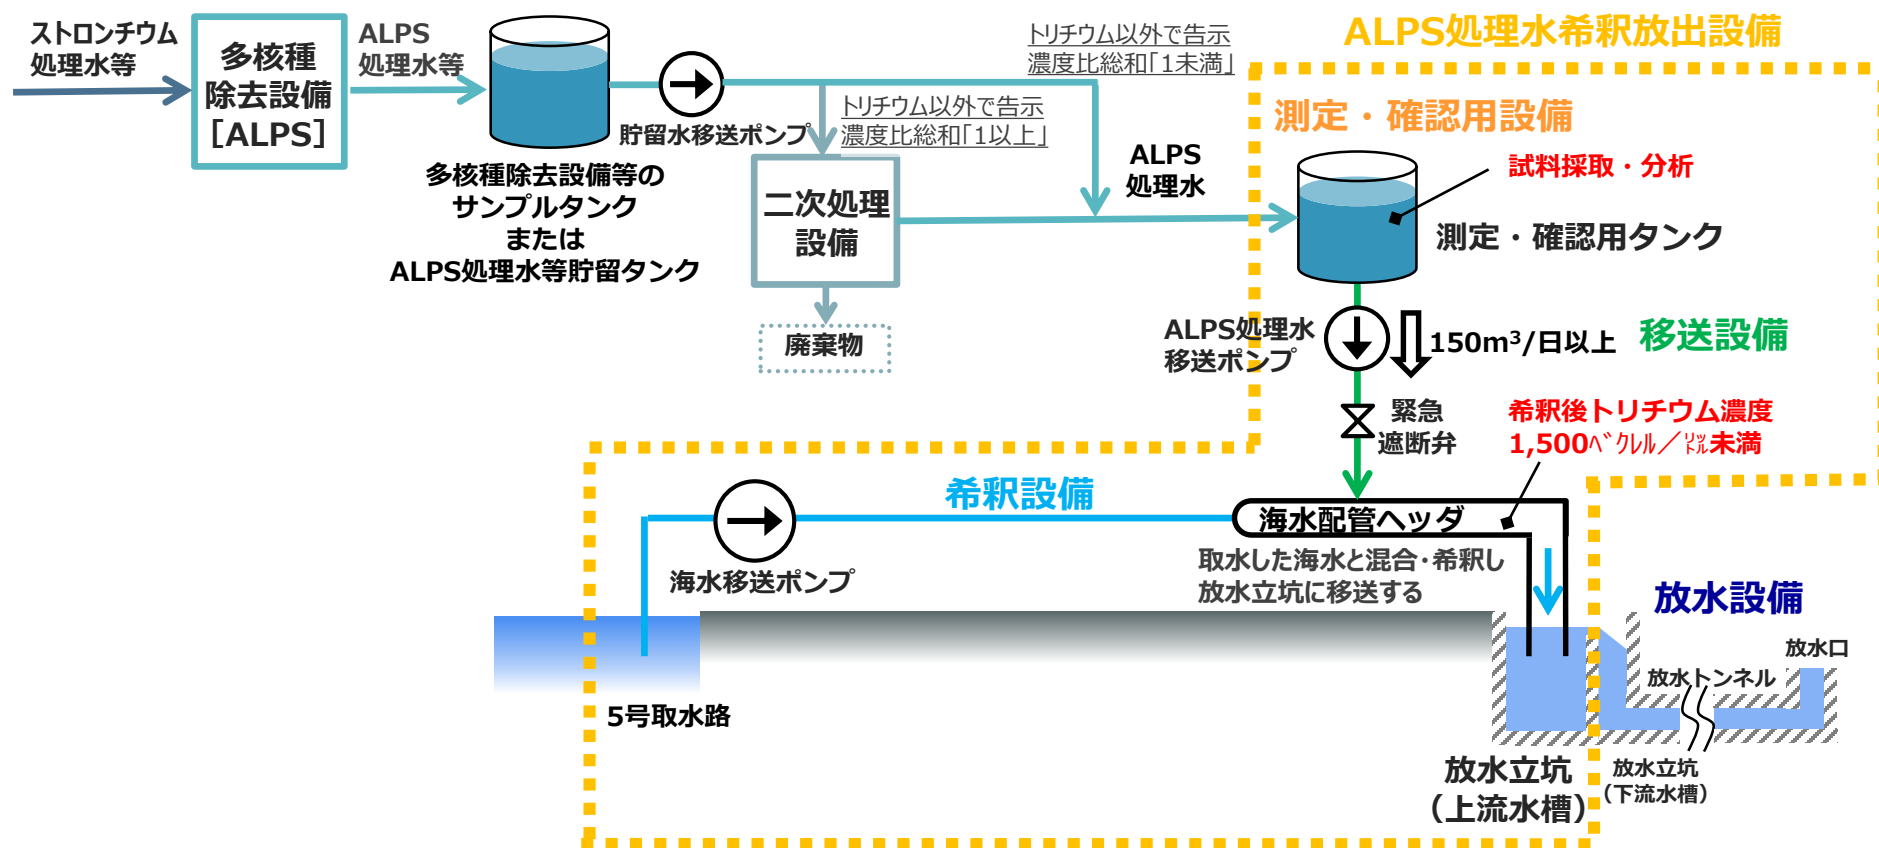 ストロンチウム
処理水等
多核種
除去設備
［ALPS］
ALPS
処理水等
貯留水移送ポンプ
多核種除去設備等の
サンプルタンク
または
ALPS処理水等貯留タンク
トリチウム以外で告示
濃度比総和「1未満」
トリチウム以外で告示
濃度比総和「1以上」
二次処理
設備
廃棄物
ALPS
処理水
ALPS処理水希釈放出設備
測定・確認用設備
試料採取・分析
測定・確認用タンク
ALPS処理水
移送ポンプ
150m³/日以上
移送設備
緊急
遮断弁
希釈後トリチウム濃度
1,500ﾍﾞｸﾚﾙ／㍑未満
希釈設備
海水移送ポンプ
海水配管ヘッダ
取水した海水と混合･希釈し
放水立坑に移送する
5号取水路
放水設備
放水口
放水トンネル
放水立坑
（上流水槽）
放水立坑
（下流水槽）